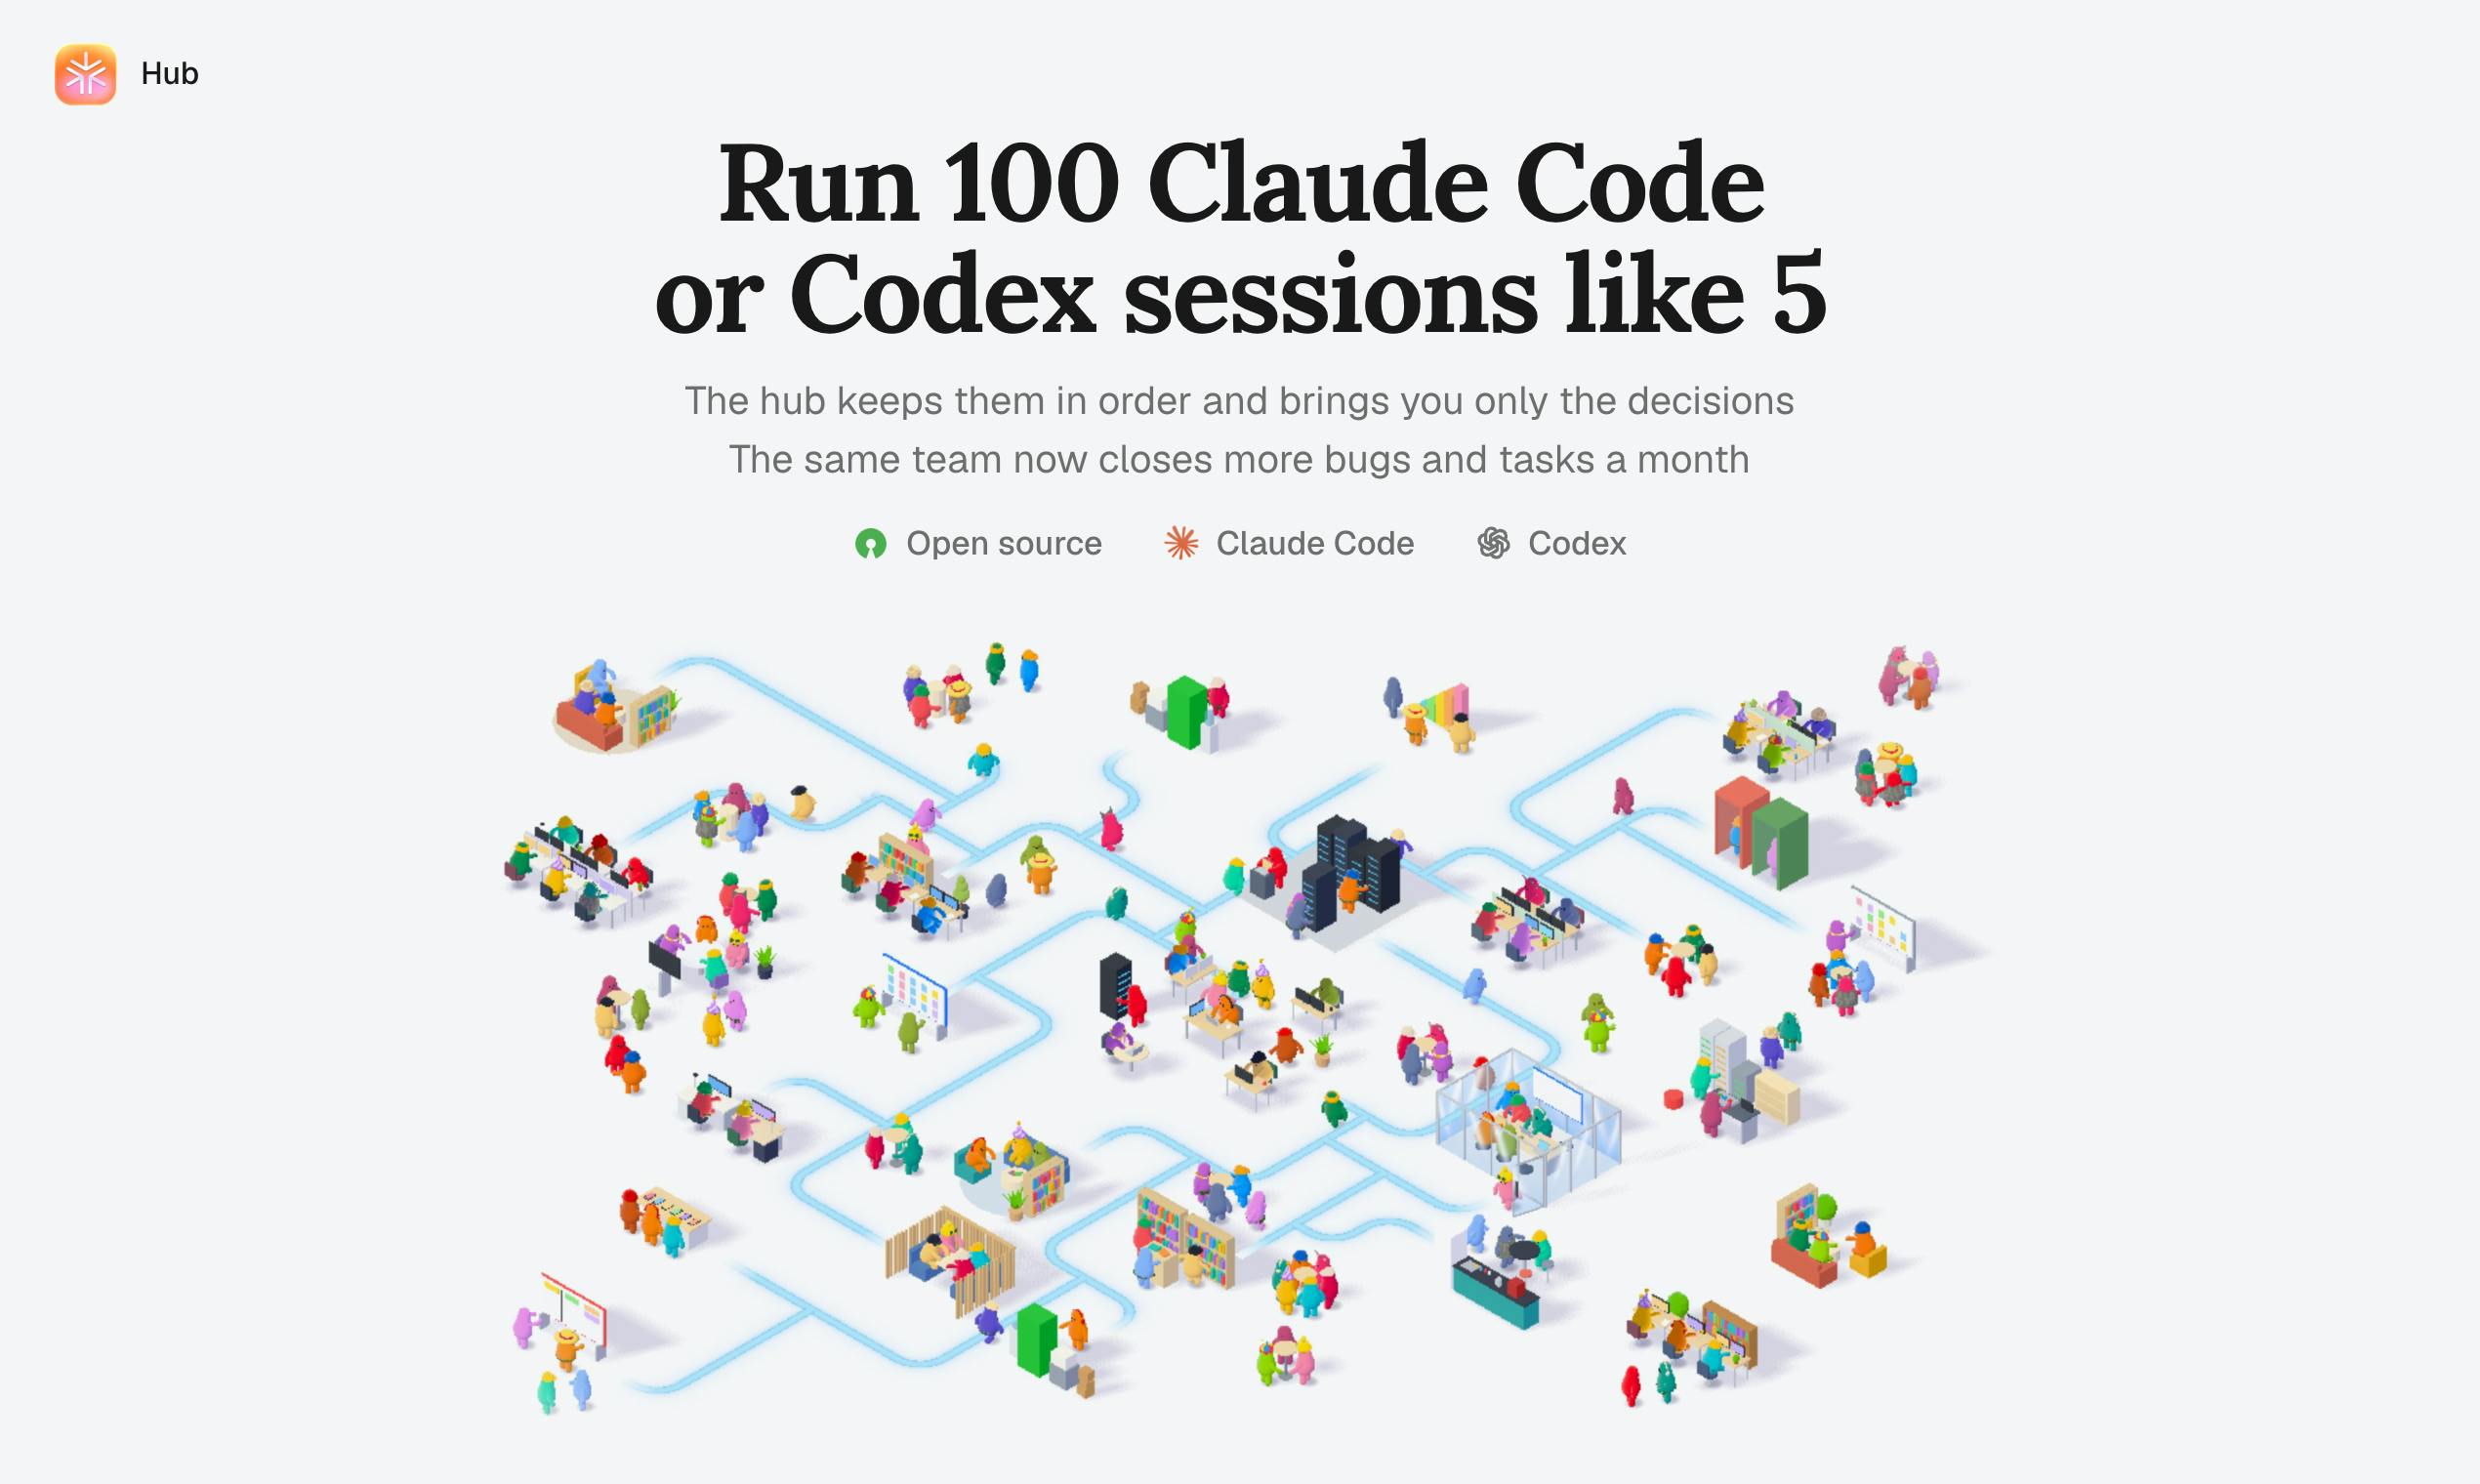 Hub
Run 100 Claude Code
or Codex sessions like 5
The hub keeps them in order and brings you only the decisions
The same team now closes more bugs and tasks a month
Open source
Claude Code
Codex